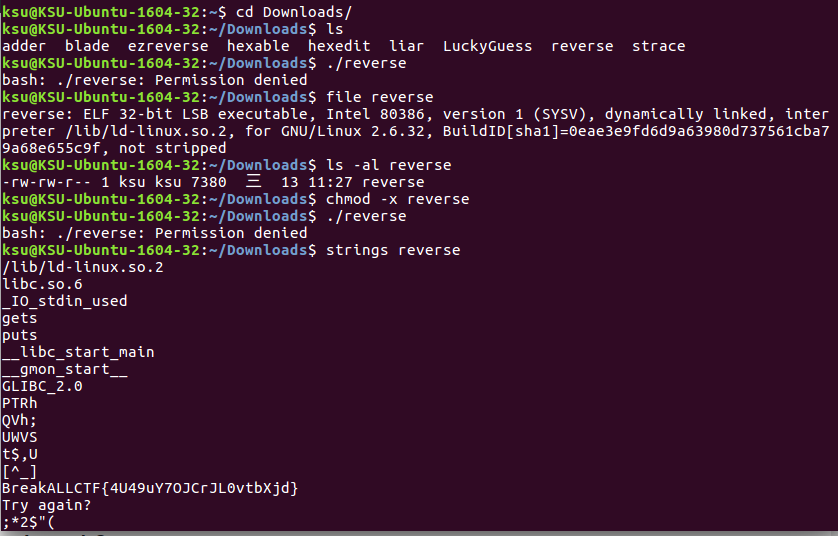 ksu@KSU-Ubuntu-1604-32:~$ cd Downloads/
ksu@KSU-Ubuntu-1604-32:~/Downloads$ ls
adder  blade  ezreverse  hexable  hexedit  liar  LuckyGuess  reverse  strace
ksu@KSU-Ubuntu-1604-32:~/Downloads$ ./reverse
bash: ./reverse: Permission denied
ksu@KSU-Ubuntu-1604-32:~/Downloads$ file reverse
reverse: ELF 32-bit LSB executable, Intel 80386, version 1 (SYSV), dynamically linked, inter
preter /lib/ld-linux.so.2, for GNU/Linux 2.6.32, BuildID[sha1]=0eae3e9fd6d9a63980d737561cba7
9a68e655c9f, not stripped
ksu@KSU-Ubuntu-1604-32:~/Downloads$ ls -al reverse
-rw-rw-r-- 1 ksu ksu 7380  三  13 11:27 reverse
ksu@KSU-Ubuntu-1604-32:~/Downloads$ chmod -x reverse
ksu@KSU-Ubuntu-1604-32:~/Downloads$ ./reverse
bash: ./reverse: Permission denied
ksu@KSU-Ubuntu-1604-32:~/Downloads$ strings reverse
/lib/ld-linux.so.2
libc.so.6
_IO_stdin_used
gets
puts
__libc_start_main
__gmon_start__
GLIBC_2.0
PTRh
QVh;
UWVS
t$,U
[^_]
BreakALLCTF{4U49uY7OJCrJL0vtbXjd}
Try again?
;*2$"(